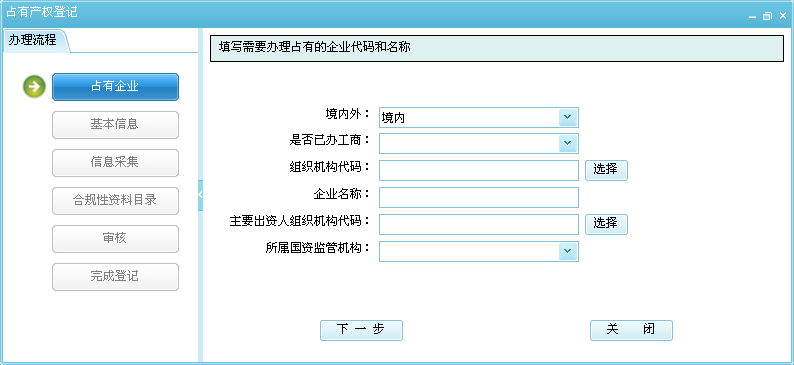 占有产权登记
办理流程
占有企业
基本信息
信息采集
合规性资料目录
审核
完成登记
填写需要办理占有的企业代码和名称
境内外： 境内
是否已办工商：
组织机构代码： 选择
企业名称：
主要出资人组织机构代码： 选择
所属国资监管机构：
下一步 关 闭